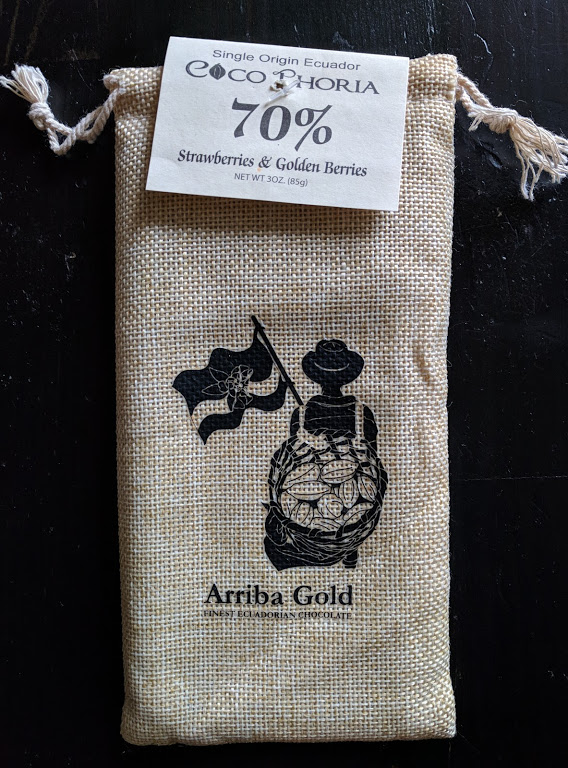 Single Origin Ecuador
COCO PHORIA
70%
Strawberries & Golden Berries
NET WT 3OZ. (85g)
Arriba Gold
FINEST ECUADORIAN CHOCOLATE